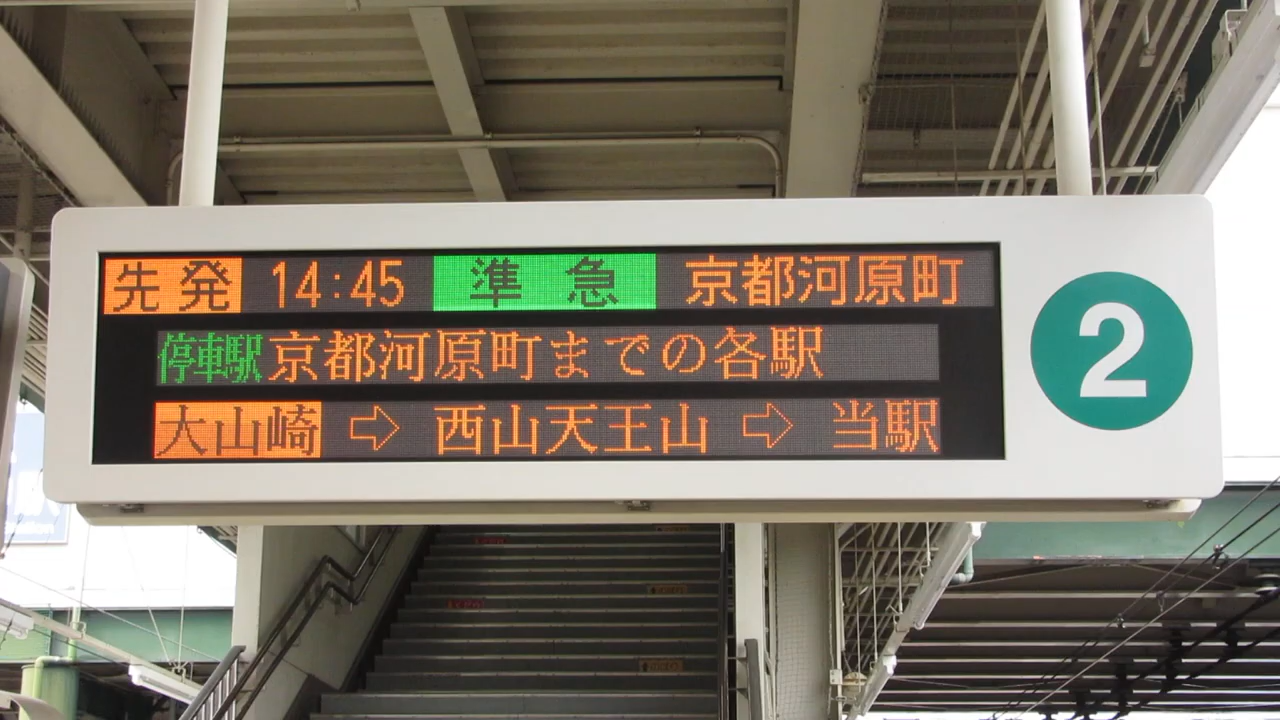 先発 14:45 準急 京都河原町
停車駅 京都河原町までの各駅
大山崎 ⇨ 西山天王山 ⇨ 当駅
2